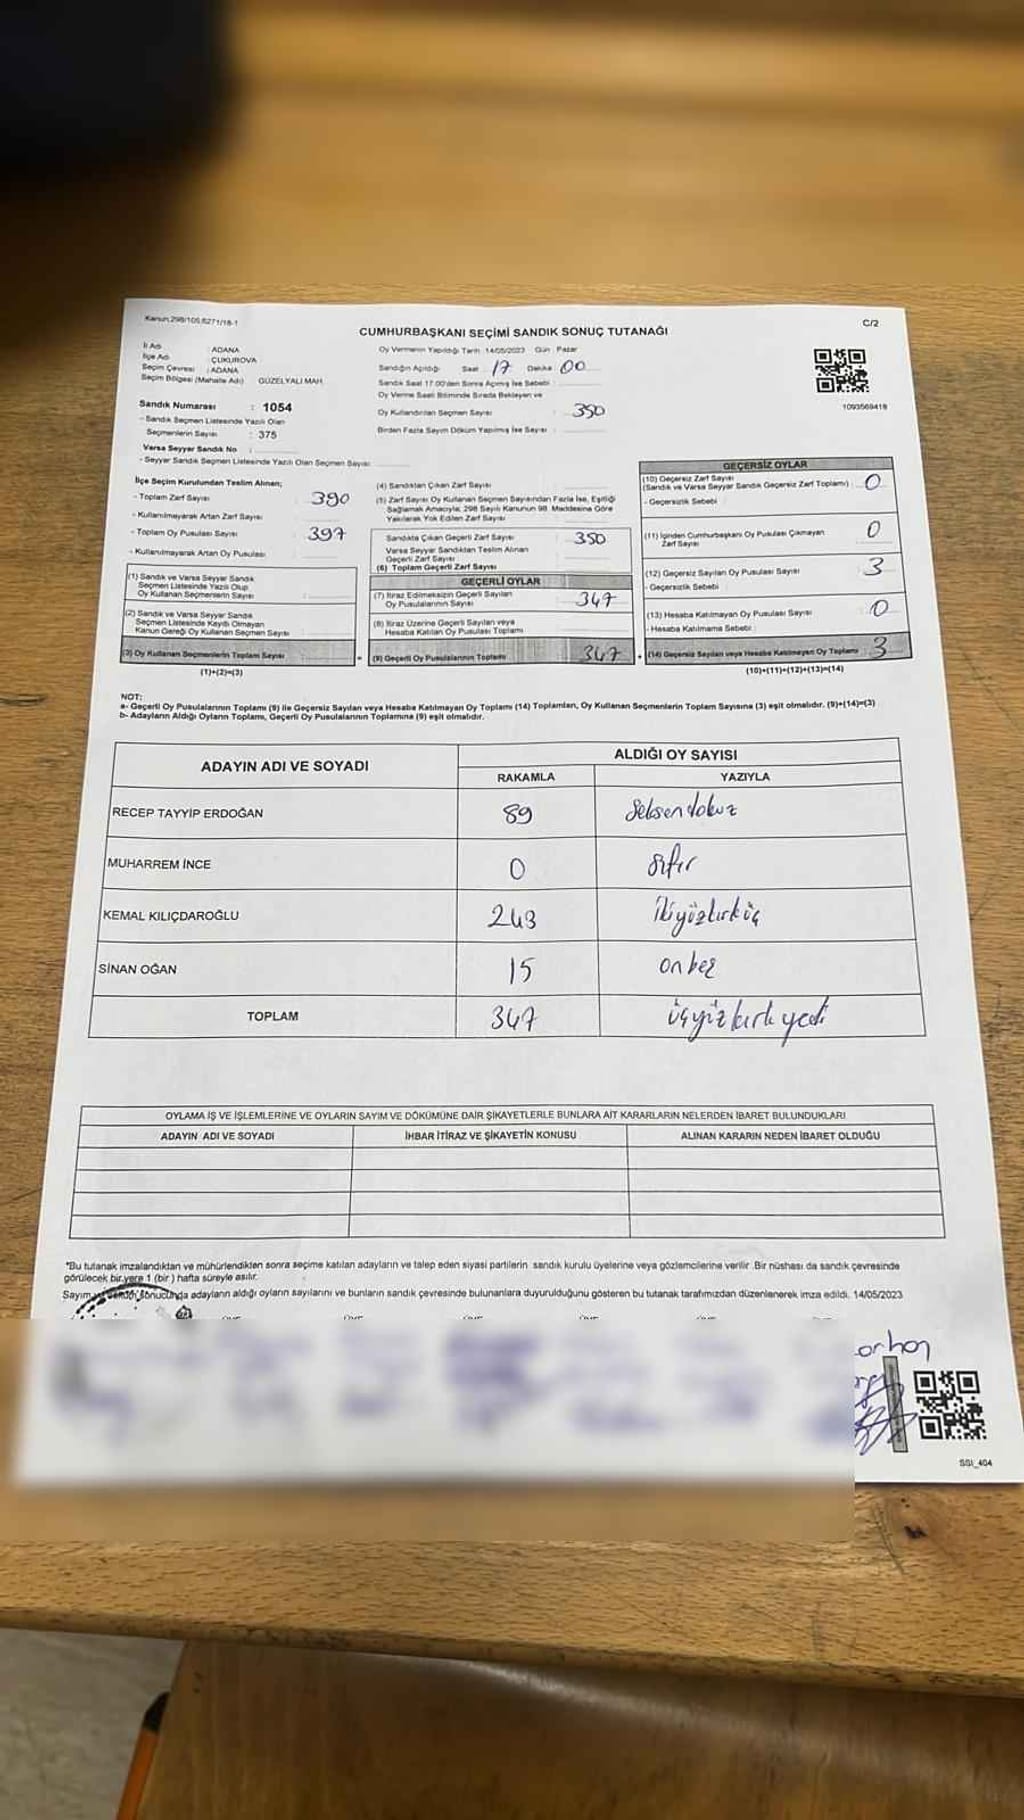 Kanun:298/105,6271/18-1
C/2
CUMHURBAŞKANI SEÇİMİ SANDIK SONUÇ TUTANAĞI
İl Adı : ADANA
İlçe Adı : ÇUKUROVA
Seçim Çevresi : ADANA
Seçim Bölgesi (Mahalle Adı) GÜZELYALI MAH.
Sandık Numarası : 1054
- Sandık Seçmen Listesinde Yazılı Olan
Seçmenlerin Sayısı : 375
Varsa Seyyar Sandık No :
- Seyyar Sandık Seçmen Listesinde Yazılı Olan Seçmen Sayısı:
Oy Vermenin Yapıldığı Tarih :14/05/2023 Gün : Pazar
Sandığın Açıldığı Saat : 17 Dakika : 00
Sandık Saat 17:00'den Sonra Açılmış İse Sebebi :
Oy Verme Saati Bitiminde Sırada Bekleyen ve
Oy Kullandırılan Seçmen Sayısı 350
Birden Fazla Sayım Döküm Yapılmış İse Sayısı :
1093569418
İlçe Seçim Kurulundan Teslim Alınan;
- Toplam Zarf Sayısı 390
- Kullanılmayarak Artan Zarf Sayısı
- Toplam Oy Pusulası Sayısı 397
- Kullanılmayarak Artan Oy Pusulası
(1) Sandık ve Varsa Seyyar Sandık
Seçmen Listesinde Yazılı Olup
Oy Kullanan Seçmenlerin Sayısı
(2) Sandık ve Varsa Seyyar Sandık
Seçmen Listesinde Kayıtlı Olmayan
Kanun Gereği Oy Kullanan Seçmen Sayısı
(3) Oy Kullanan Seçmenlerin Toplam Sayısı
(1)+(2)=(3)
(4) Sandıktan Çıkan Zarf Sayısı
(5) Zarf Sayısı Oy Kullanan Seçmen Sayısından Fazla İse, Eşitliği
Sağlamak Amacıyla; 298 Sayılı Kanunun 98. Maddesine Göre
Yakılarak Yok Edilen Zarf Sayısı
Sandıkta Çıkan Geçerli Zarf Sayısı 350
Varsa Seyyar Sandıktan Teslim Alınan
Geçerli Zarf Sayısı
(6) Toplam Geçerli Zarf Sayısı
GEÇERLİ OYLAR
(7) İtiraz Edilmeksizin Geçerli Sayılan
Oy Pusulalarının Sayısı 347
(8) İtiraz Üzerine Geçerli Sayılan veya
Hesaba Katılan Oy Pusulası Toplamı
(9) Geçerli Oy Pusulalarının Toplamı 347
GEÇERSİZ OYLAR
(10) Geçersiz Zarf Sayısı
(Sandık ve Varsa Seyyar Sandık Geçersiz Zarf Toplamı) 0
- Geçersizlik Sebebi
(11) İçinden Cumhurbaşkanı Oy Pusulası Çıkmayan
Zarf Sayısı 0
(12) Geçersiz Sayılan Oy Pusulası Sayısı 3
- Geçersizlik Sebebi
(13) Hesaba Katılmayan Oy Pusulası Sayısı 0
- Hesaba Katılmama Sebebi
(14) Geçersiz Sayılan veya Hesaba Katılmayan Oy Toplamı 3
(10)+(11)+(12)+(13)=(14)
NOT:
a- Geçerli Oy Pusulalarının Toplamı (9) ile Geçersiz Sayılan veya Hesaba Katılmayan Oy Toplamı (14) Toplamları, Oy Kullanan Seçmenlerin Toplam Sayısına (3) eşit olmalıdır. (9)+(14)=(3)
b- Adayların Aldığı Oyların Toplamı, Geçerli Oy Pusulalarının Toplamına (9) eşit olmalıdır.
ADAYIN ADI VE SOYADI
ALDIĞI OY SAYISI
RAKAMLA YAZIYLA
RECEP TAYYİP ERDOĞAN 89 Seksendokuz
MUHARREM İNCE 0 Sıfır
KEMAL KILIÇDAROĞLU 243 İkiyüzkırküç
SİNAN OĞAN 15 onbeş
TOPLAM 347 üçyüzkırkyedi
OYLAMA İŞ VE İŞLEMLERİNE VE OYLARIN SAYIM VE DÖKÜMÜNE DAİR ŞİKAYETLERLE BUNLARA AİT KARARLARIN NELERDEN İBARET BULUNDUKLARI
ADAYIN ADI VE SOYADI İHBAR İTİRAZ VE ŞİKAYETİN KONUSU ALINAN KARARIN NEDEN İBARET OLDUĞU
*Bu tutanak imzalandıktan ve mühürlendikten sonra seçime katılan adayların ve talep eden siyasi partilerin sandık kurulu üyelerine veya gözlemcilerine verilir .Bir nüshası da sandık çevresinde
görülecek bir yere 1 (bir ) hafta süreyle asılır.
Sayım ve döküm sonucunda adayların aldığı oyların sayılarını ve bunların sandık çevresinde bulunanlara duyurulduğunu gösteren bu tutanak tarafımızdan düzenlenerek imza edildi. 14/05/2023
SSI_404